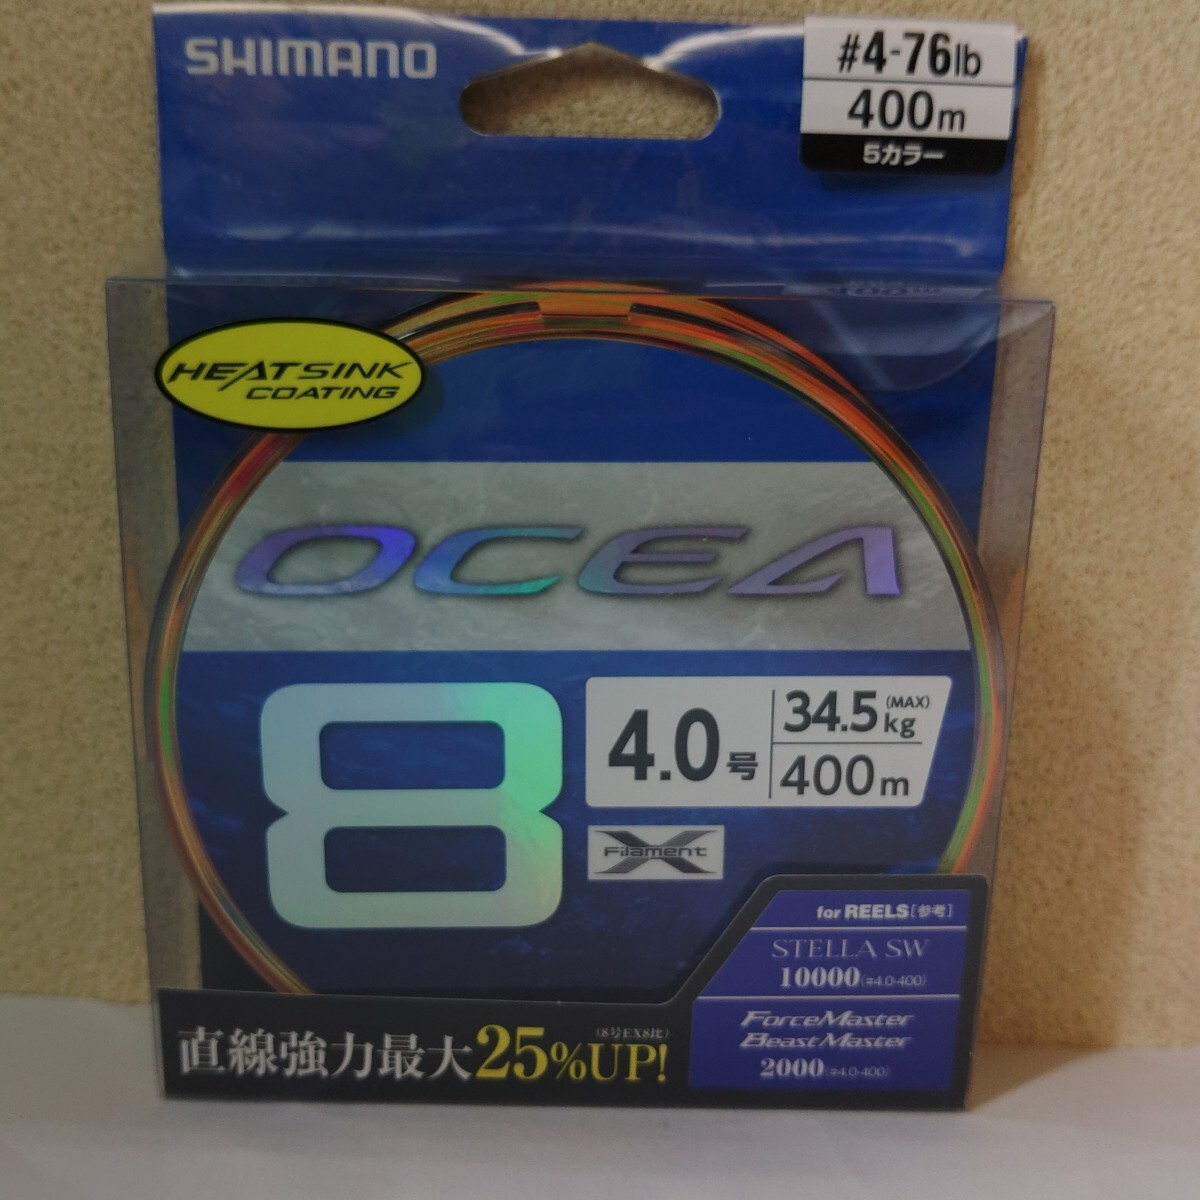 SHIMANO
#4-76lb
400m
5カラー
HEATSINK
COATING
OCEA
8
4.0号
34.5kg (MAX)
400m
X Filament
for REELS[参考]
STELLA SW
10000(#4.0-400)
ForceMaster
BeastMaster
2000(#4.0-400)
(8号EX8比)
直線強力最大25%UP!